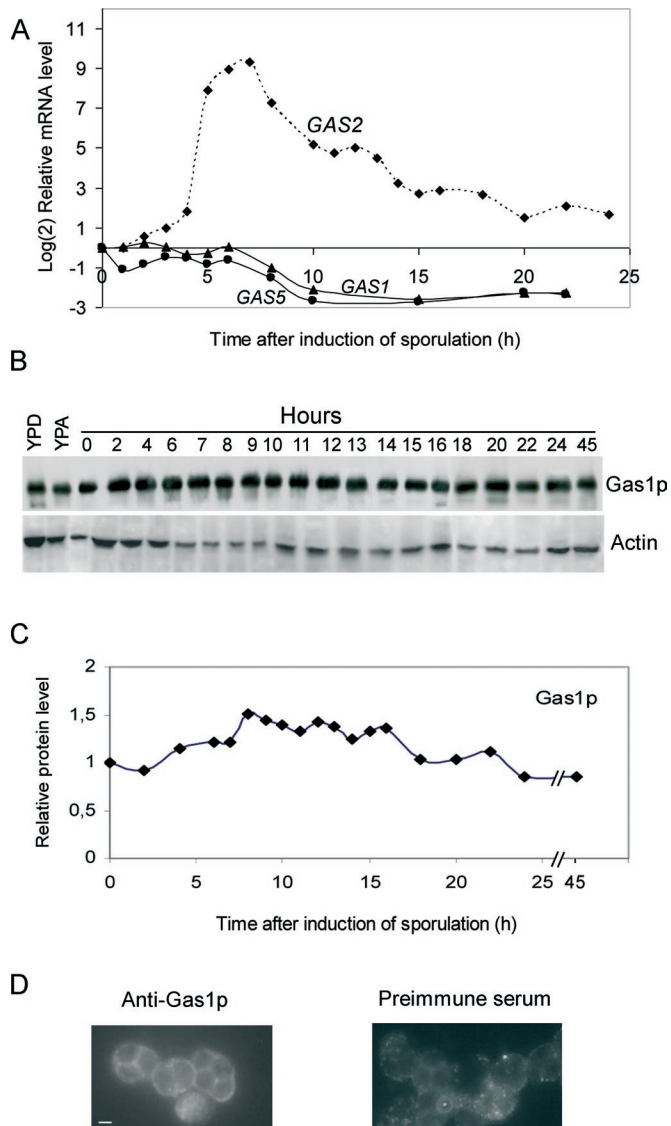 A
Log(2) Relative mRNA level
11
9
7
5
3
1
-1
-3
GAS2
GAS5
GAS1
0 5 10 15 20 25
Time after induction of sporulation (h)
B
Hours
YPD YPA 0 2 4 6 7 8 9 10 11 12 13 14 15 16 18 20 22 24 45
Gas1p
Actin
C
Relative protein level
2
1,5
1
0,5
0
Gas1p
0 5 10 15 20 25 45
Time after induction of sporulation (h)
D
Anti-Gas1p Preimmune serum